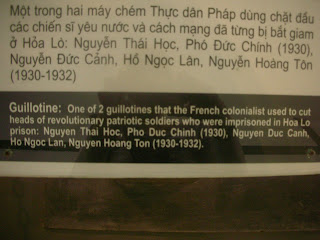 Một trong hai máy chém Thực dân Pháp dùng chặt đầu
các chiến sĩ yêu nước và cách mạng đã từng bị bắt giam
ở Hỏa Lò: Nguyễn Thái Học, Phó Đức Chính (1930),
Nguyễn Đức Cảnh, Hồ Ngọc Lân, Nguyễn Hoàng Tôn
(1930-1932)
Guillotine: One of 2 guillotines that the French colonialist used to cut
heads of revolutionary patriotic soldiers who were imprisoned in Hoa Lo
prison: Nguyen Thai Hoc, Pho Duc Chinh (1930), Nguyen Duc Canh,
Ho Ngoc Lan, Nguyen Hoang Ton (1930-1932).